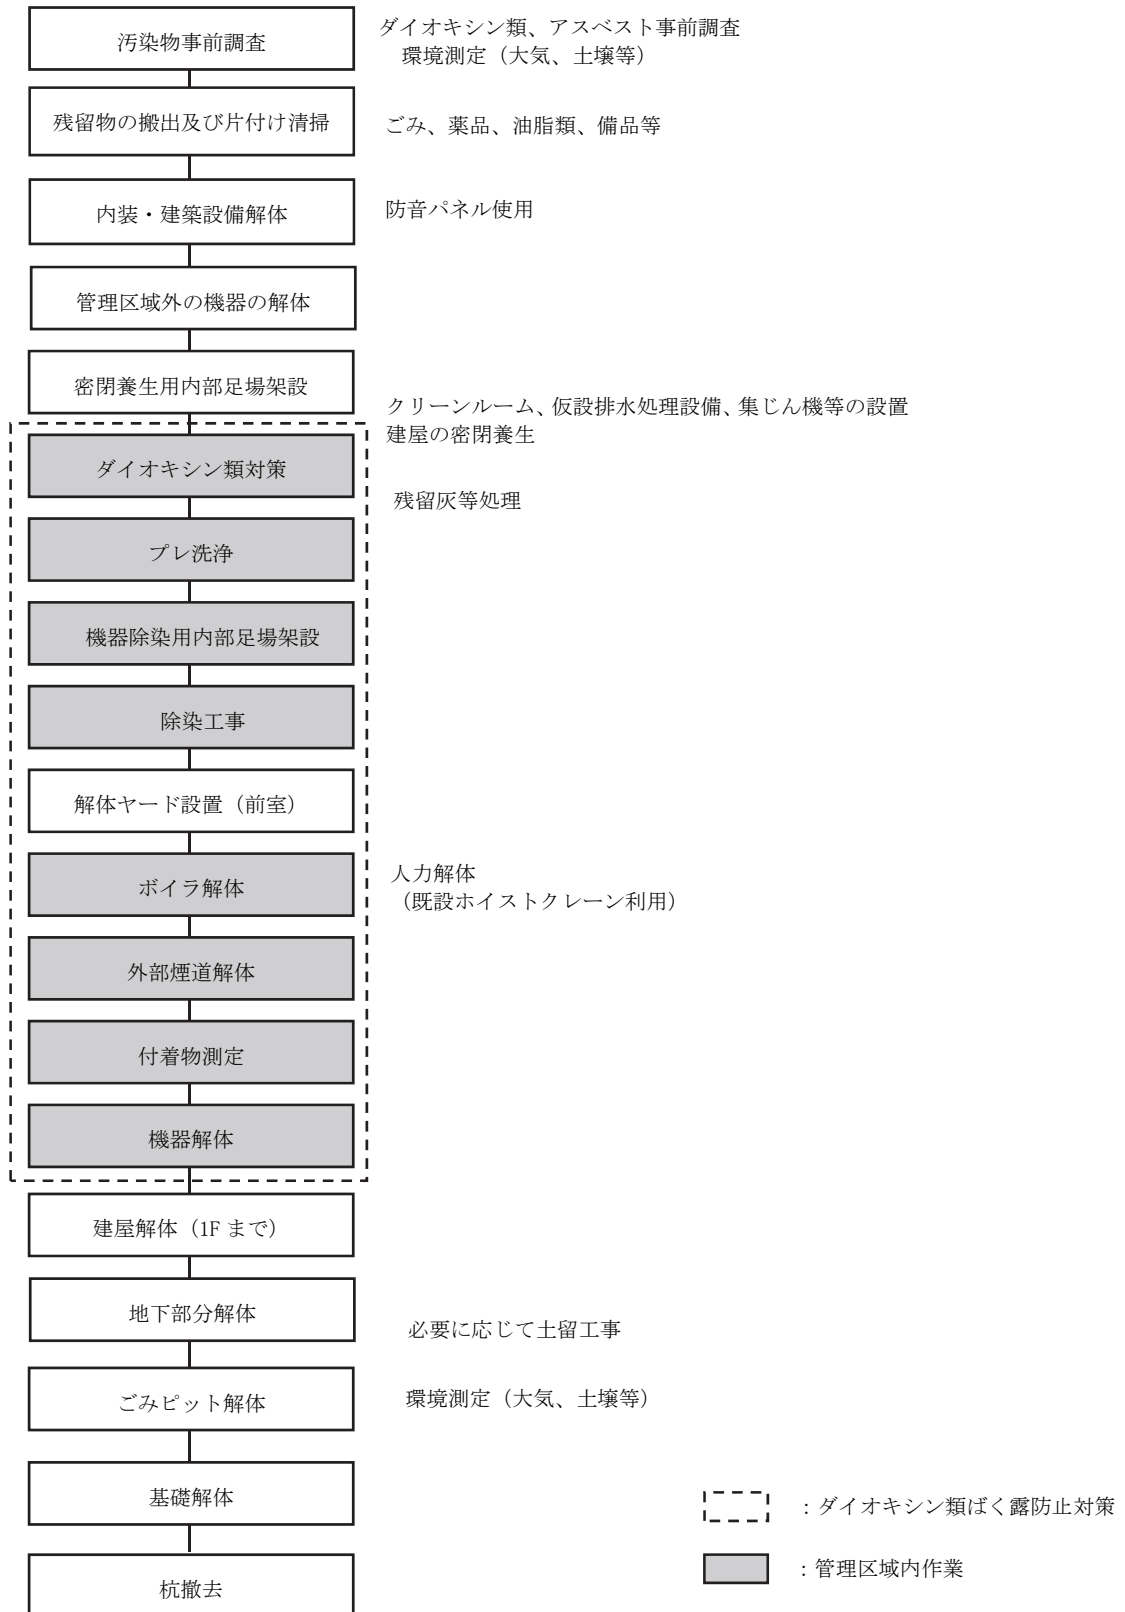 汚染物事前調査
ダイオキシン類、アスベスト事前調査
環境測定（大気、土壌等）
残留物の搬出及び片付け清掃
ごみ、薬品、油脂類、備品等
内装・建築設備解体
防音パネル使用
管理区域外の機器の解体
密閉養生用内部足場架設
クリーンルーム、仮設排水処理設備、集じん機等の設置
建屋の密閉養生
ダイオキシン類対策
残留灰等処理
プレ洗浄
機器除染用内部足場架設
除染工事
解体ヤード設置（前室）
ボイラ解体
人力解体
（既設ホイストクレーン利用）
外部煙道解体
付着物測定
機器解体
建屋解体（1F まで）
地下部分解体
必要に応じて土留工事
ごみピット解体
環境測定（大気、土壌等）
基礎解体
：ダイオキシン類ばく露防止対策
：管理区域内作業
杭撤去